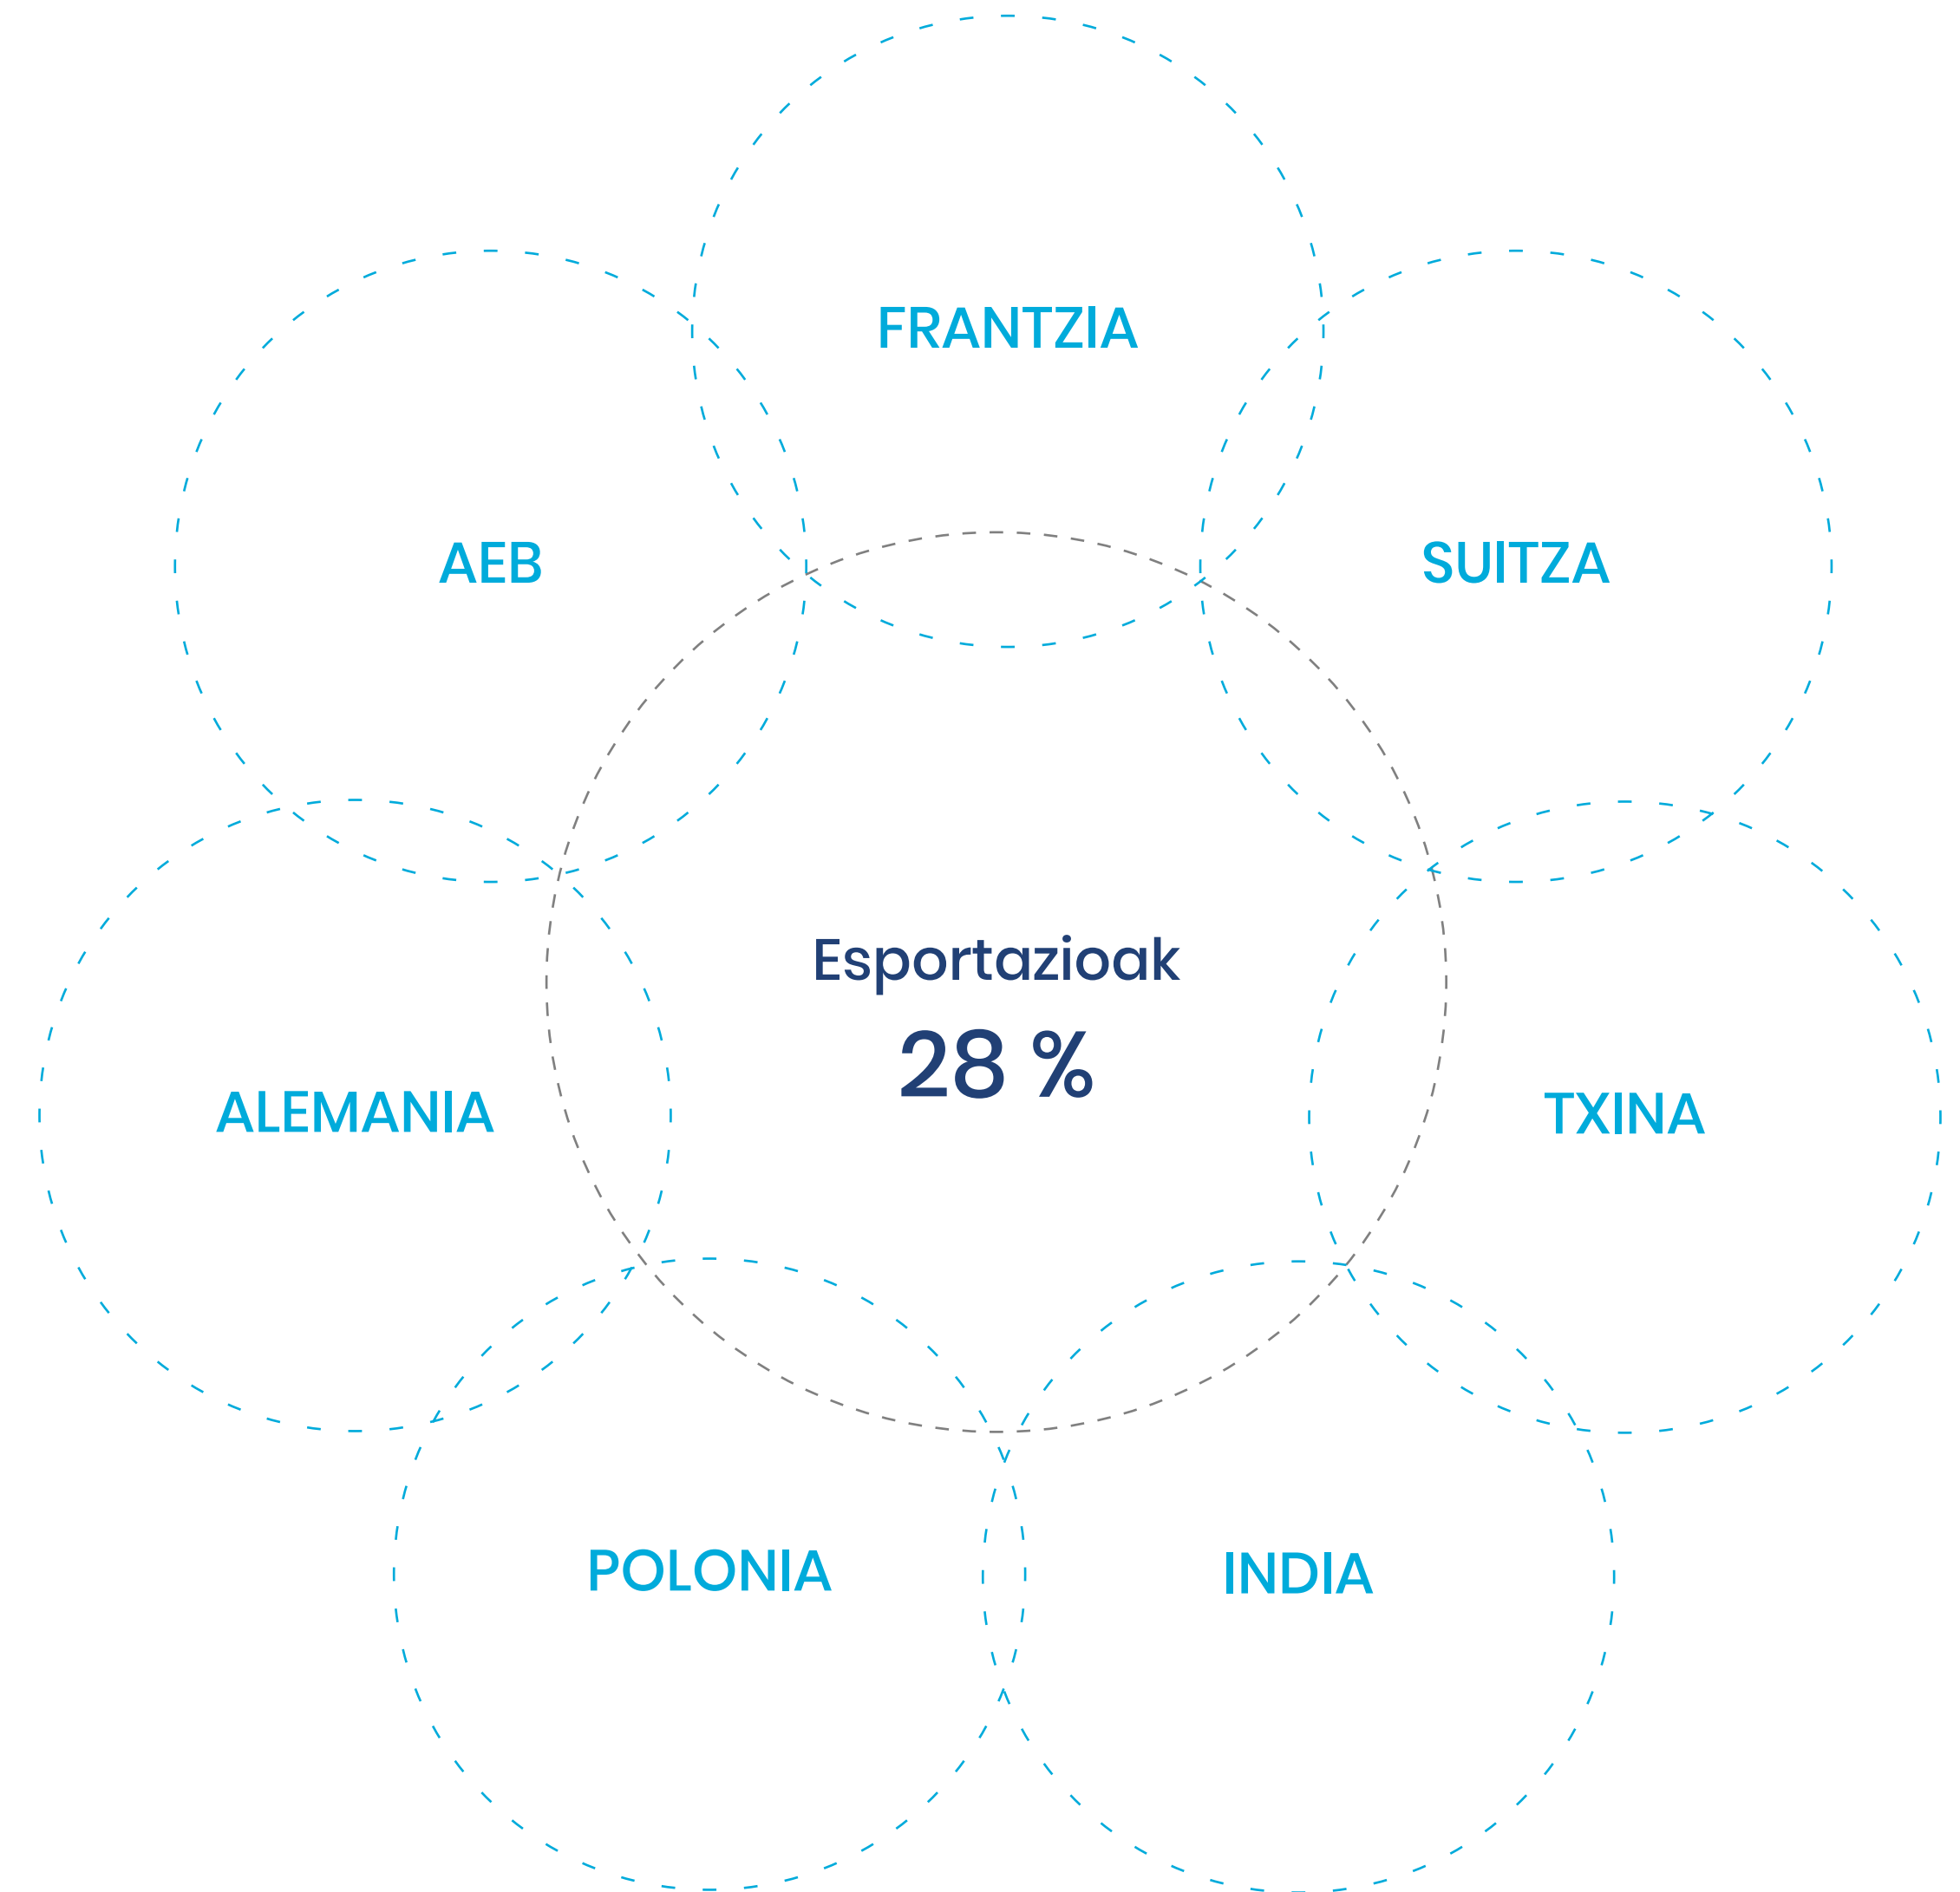 FRANTZIA
AEB
SUITZA
Esportazioak
28 %
ALEMANIA
TXINA
POLONIA
INDIA